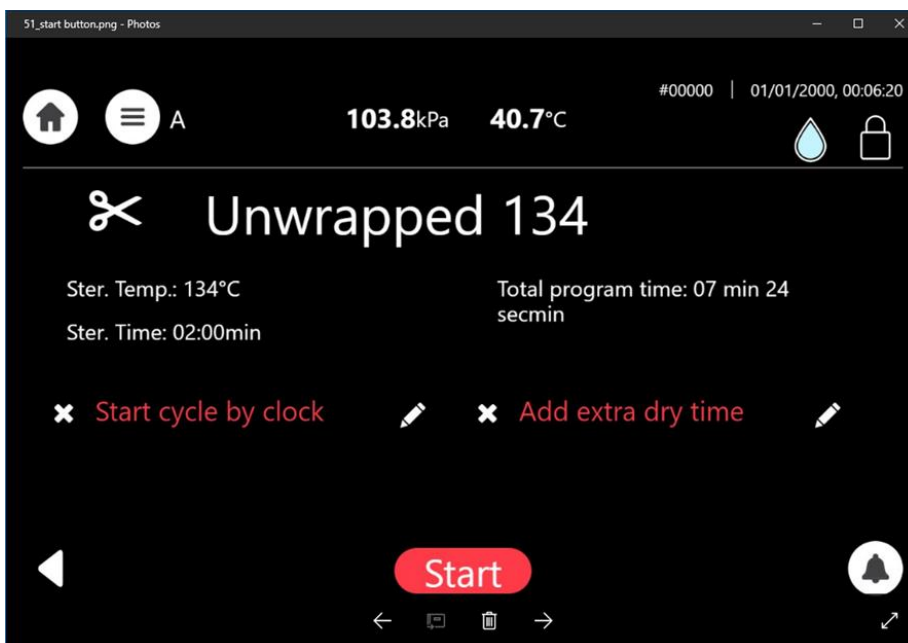 51_start button.png - Photos
#00000 | 01/01/2000, 00:06:20
A 103.8kPa 40.7°C
Unwrapped 134
Ster. Temp.: 134°C
Ster. Time: 02:00min
Total program time: 07 min 24
secmin
Start cycle by clock
Add extra dry time
Start